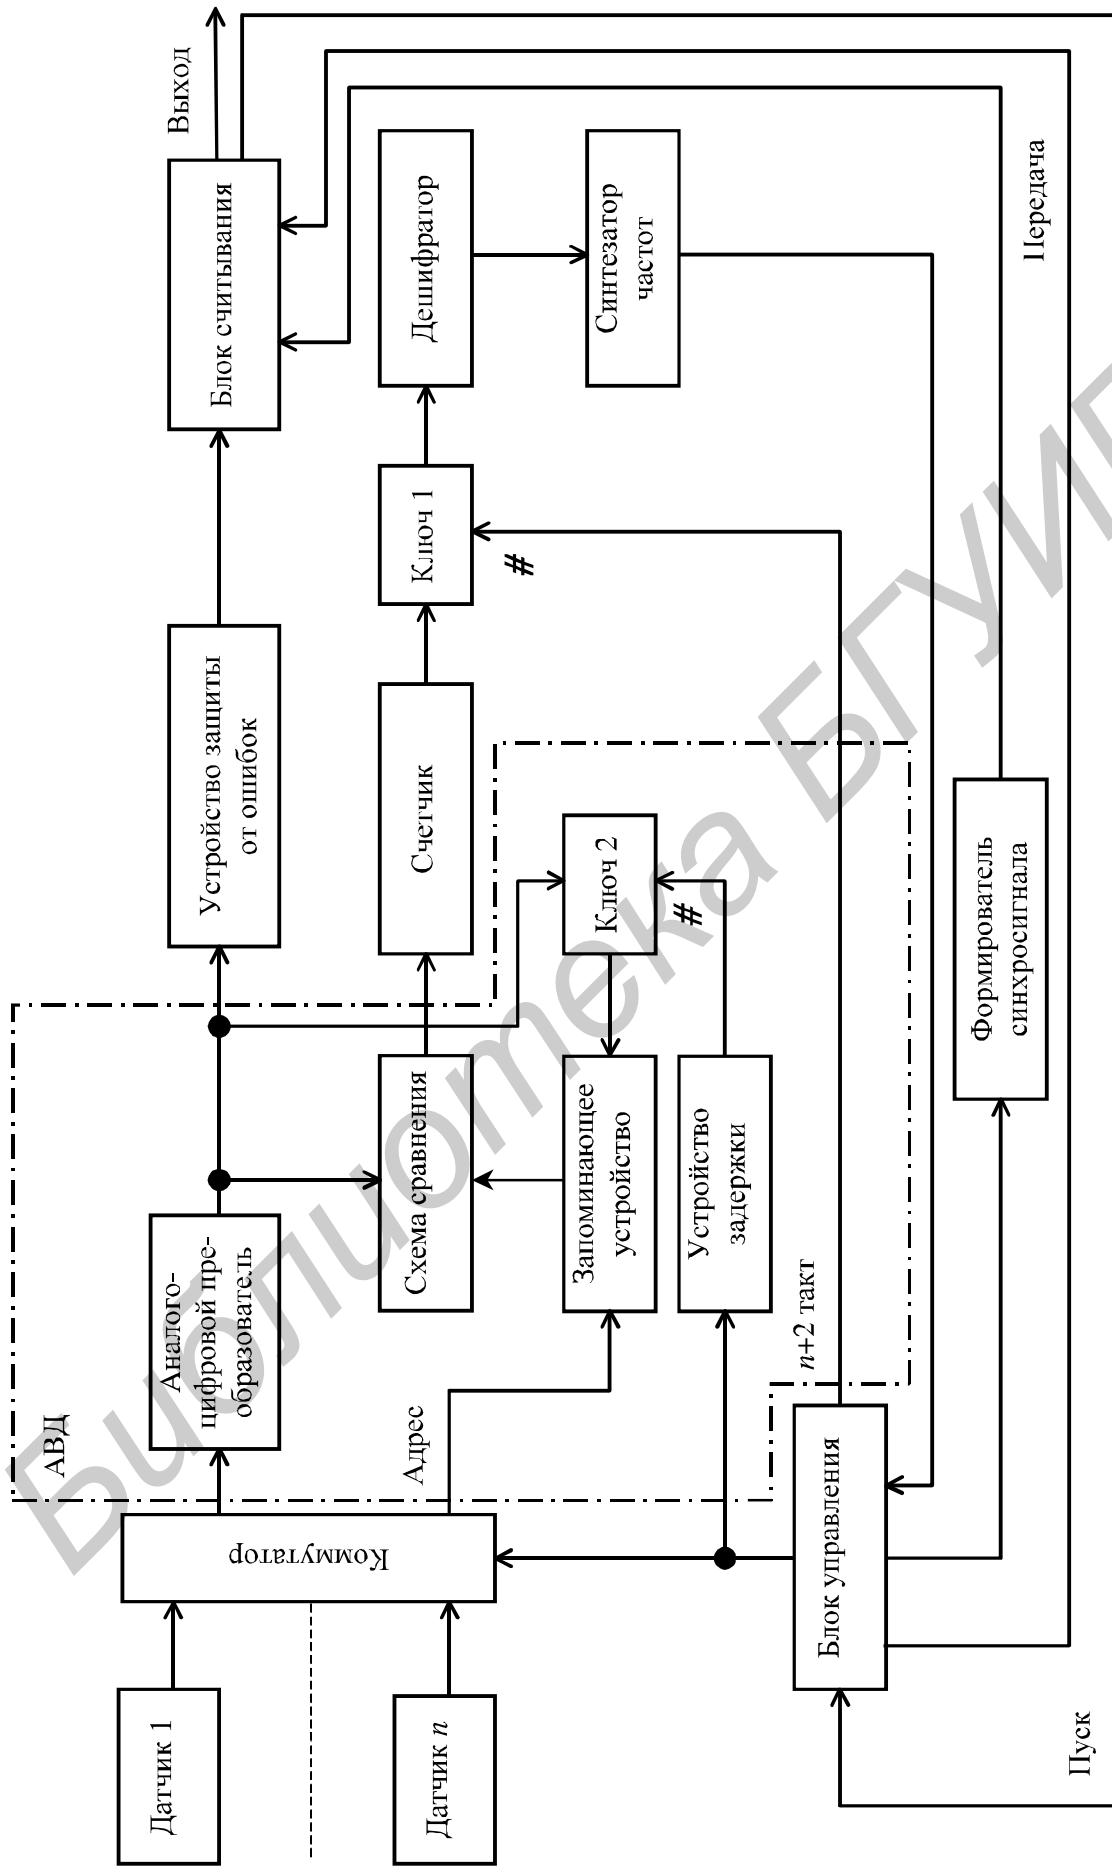 Выход
Блок считывания
Дешифратор
Синтезатор
частот
Передача
Ключ 1
#
Устройство защиты
от ошибок
Счетчик
Ключ 2
#
Формирователь
синхросигнала
АВД
Аналого-
цифровой пре-
образователь
Схема сравнения
Запоминающее
устройство
Устройство
задержки
n+2 такт
Адрес
Коммутатор
Блок управления
Датчик 1
Датчик n
Пуск
Библиотека БГУИР